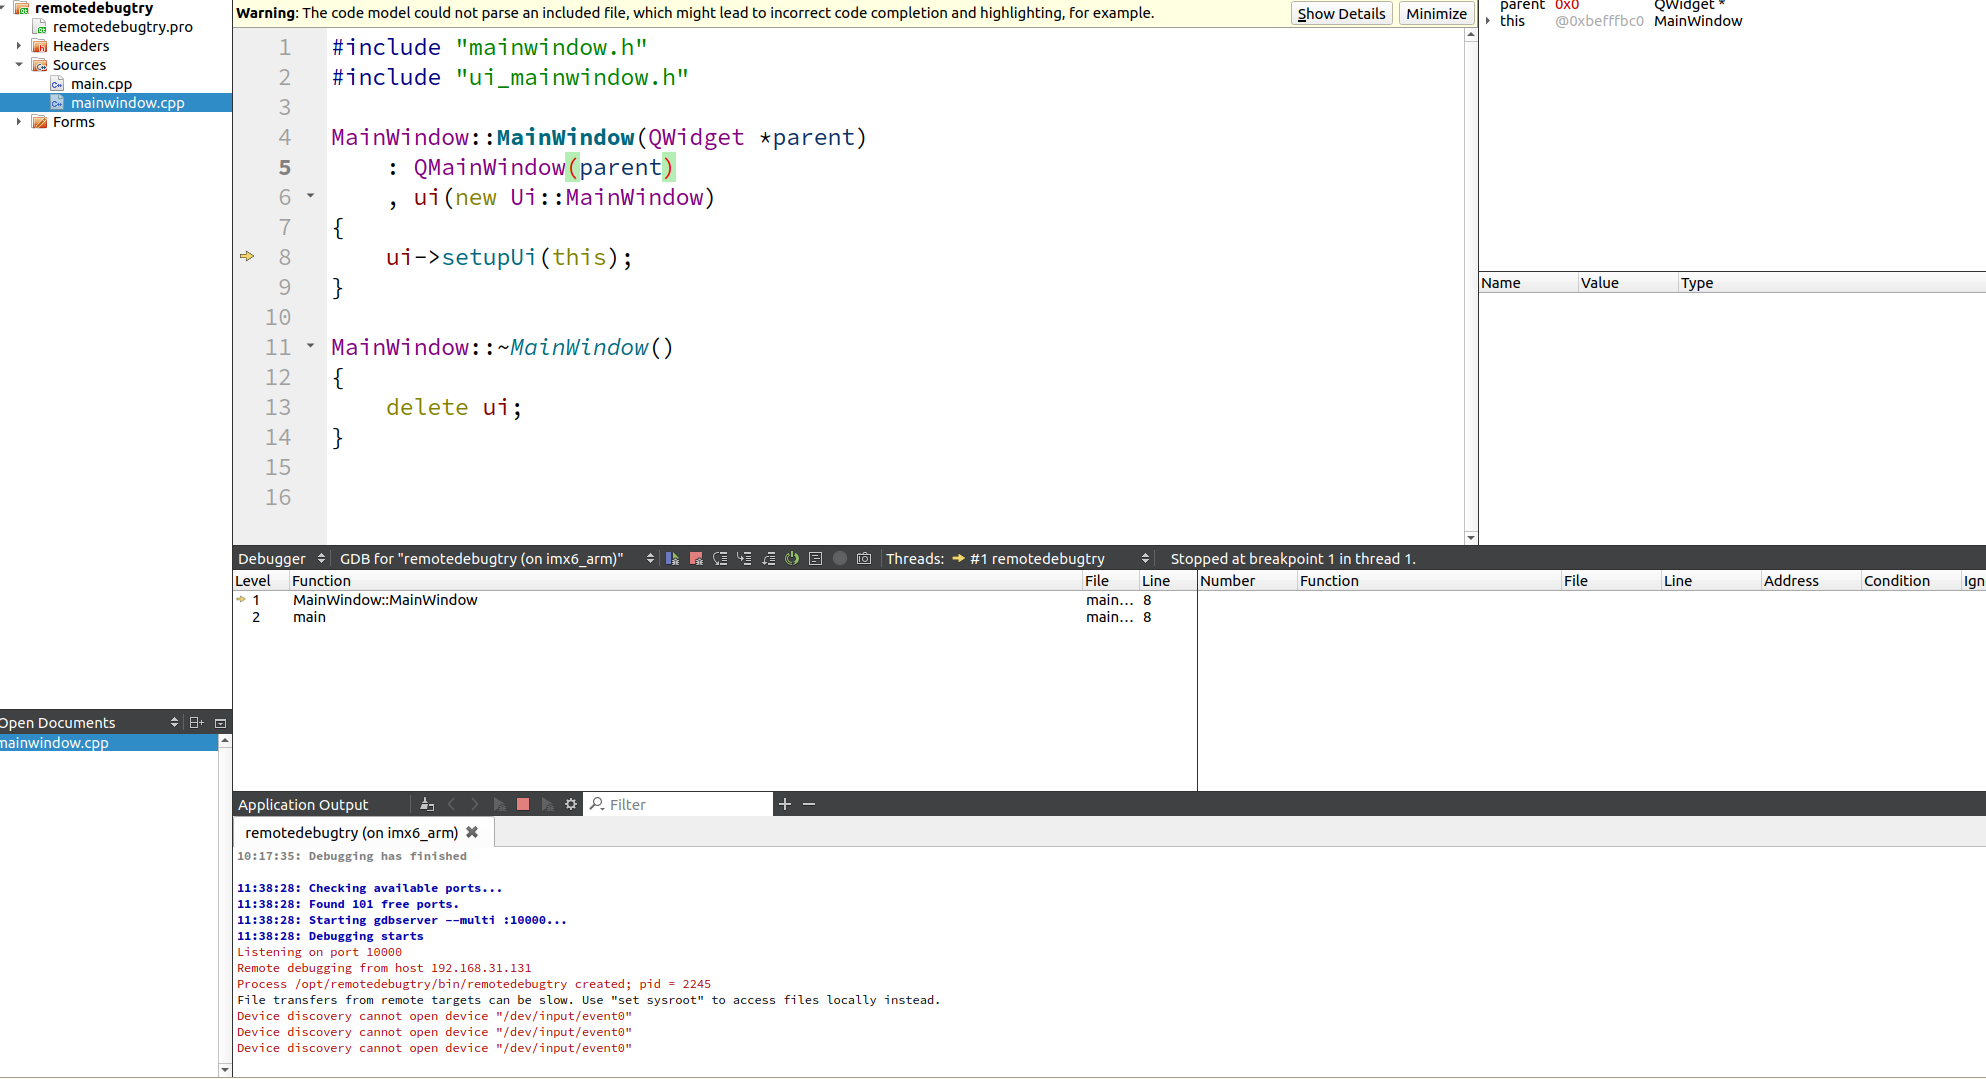 remotedebugtry
remotedebugtry.pro
Headers
Sources
main.cpp
mainwindow.cpp
Forms
Warning: The code model could not parse an included file, which might lead to incorrect code completion and highlighting, for example.
Show Details
Minimize
1 #include "mainwindow.h"
2 #include "ui_mainwindow.h"
3
4 MainWindow::MainWindow(QWidget *parent)
5     : QMainWindow(parent)
6     , ui(new Ui::MainWindow)
7 {
8     ui->setupUi(this);
9 }
10
11 MainWindow::~MainWindow()
12 {
13     delete ui;
14 }
15
16
parent 0x0 QWidget *
this @0xbefffbc0 MainWindow
Name Value Type
Debugger GDB for "remotedebugtry (on imx6_arm)" Threads: #1 remotedebugtry Stopped at breakpoint 1 in thread 1.
Level Function File Line
1 MainWindow::MainWindow main... 8
2 main main... 8
Number Function File Line Address Condition Ign
Open Documents
mainwindow.cpp
Application Output Filter
remotedebugtry (on imx6_arm)
10:17:35: Debugging has finished
11:38:28: Checking available ports...
11:38:28: Found 101 free ports.
11:38:28: Starting gdbserver --multi :10000...
11:38:28: Debugging starts
Listening on port 10000
Remote debugging from host 192.168.31.131
Process /opt/remotedebugtry/bin/remotedebugtry created; pid = 2245
File transfers from remote targets can be slow. Use "set sysroot" to access files locally instead.
Device discovery cannot open device "/dev/input/event0"
Device discovery cannot open device "/dev/input/event0"
Device discovery cannot open device "/dev/input/event0"